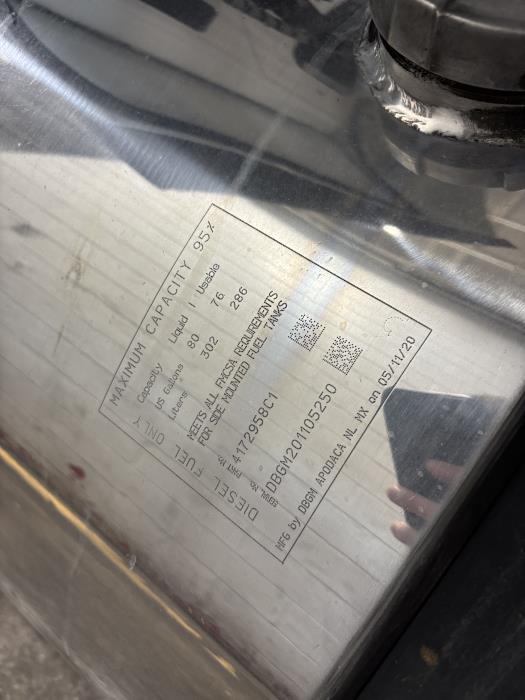 MAXIMUM CAPACITY 95%
Capacity Liquid | Usable
US Gallons 80 76
Liters 302 286
MEETS ALL FMCSA REQUIREMENTS
FOR SIDE MOUNTED FUEL TANKS
PART No. 4172958C1
SERIAL No. DBGM201105250
MFG by DBGM APODACA NL MX on 05/11/20
DIESEL FUEL ONLY